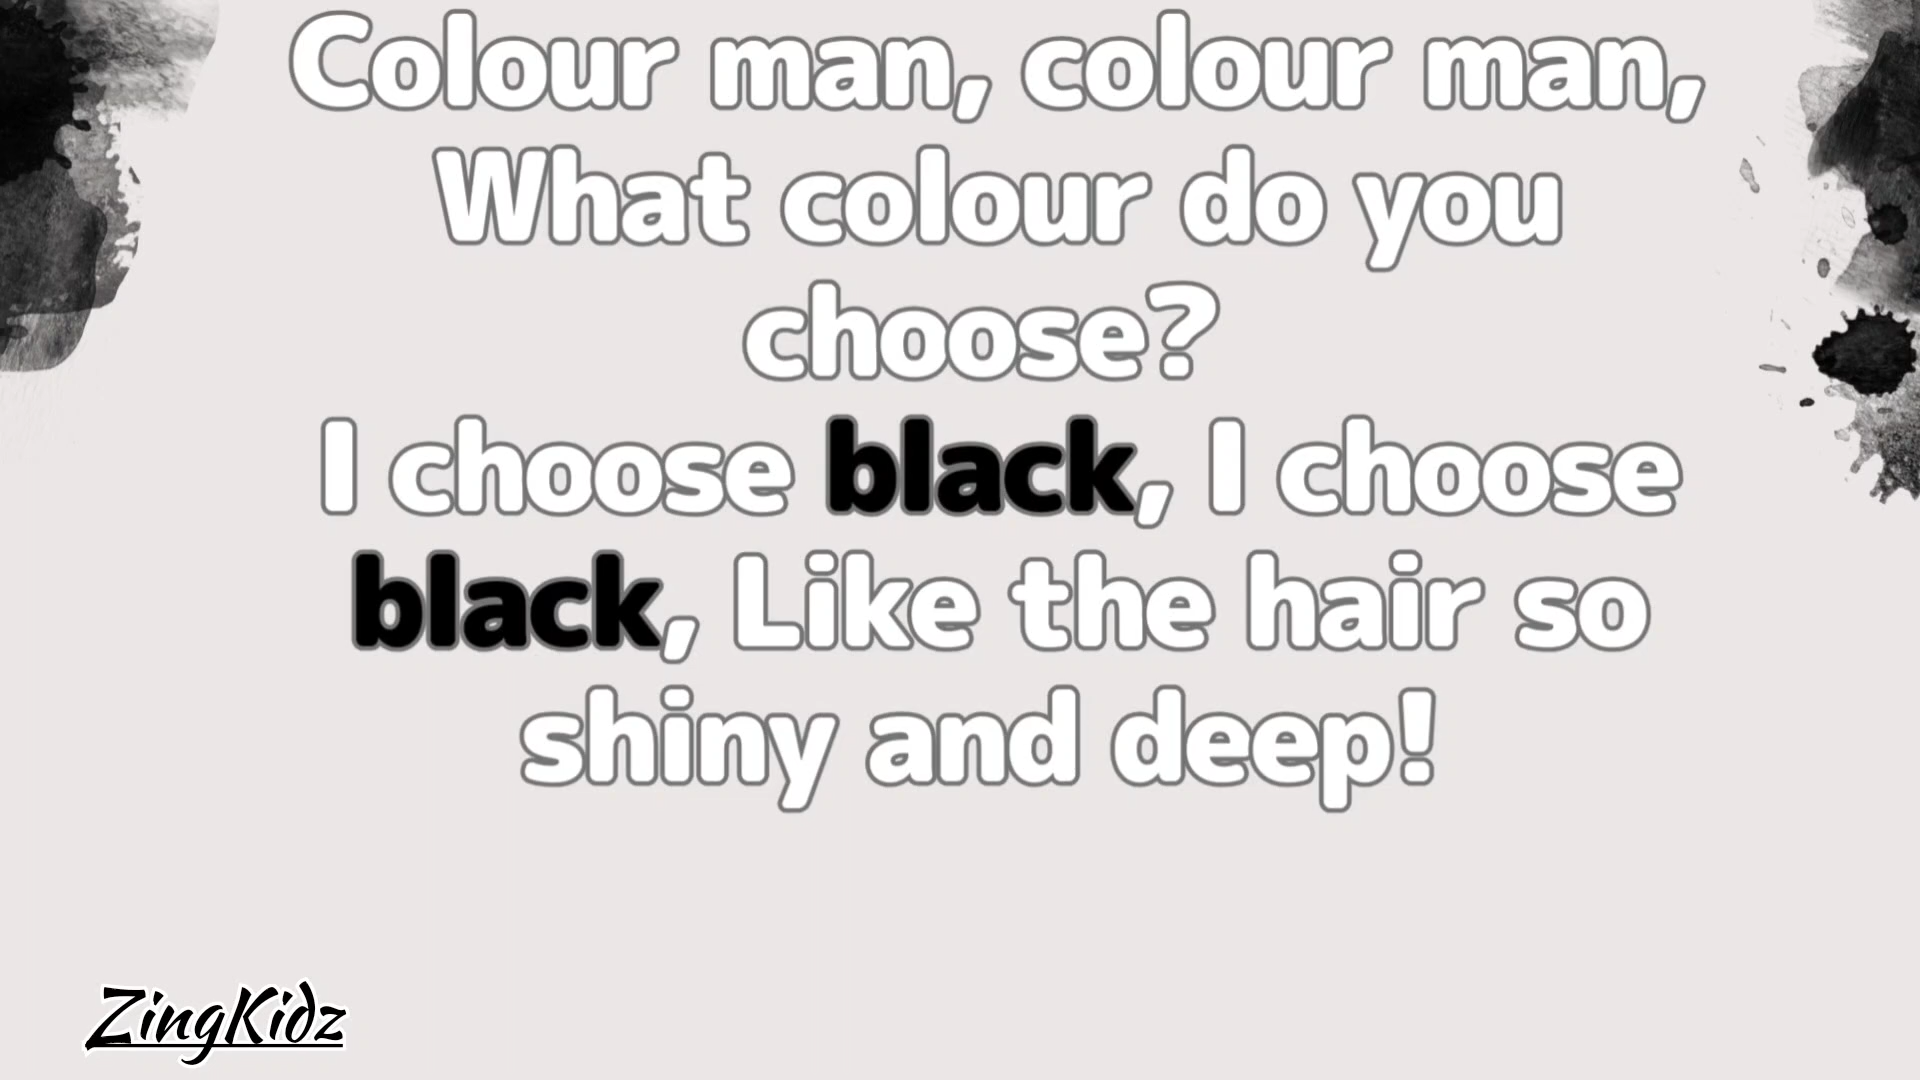 Colour man, colour man,
What colour do you
choose?
I choose black, I choose
black, Like the hair so
shiny and deep!
ZingKidz